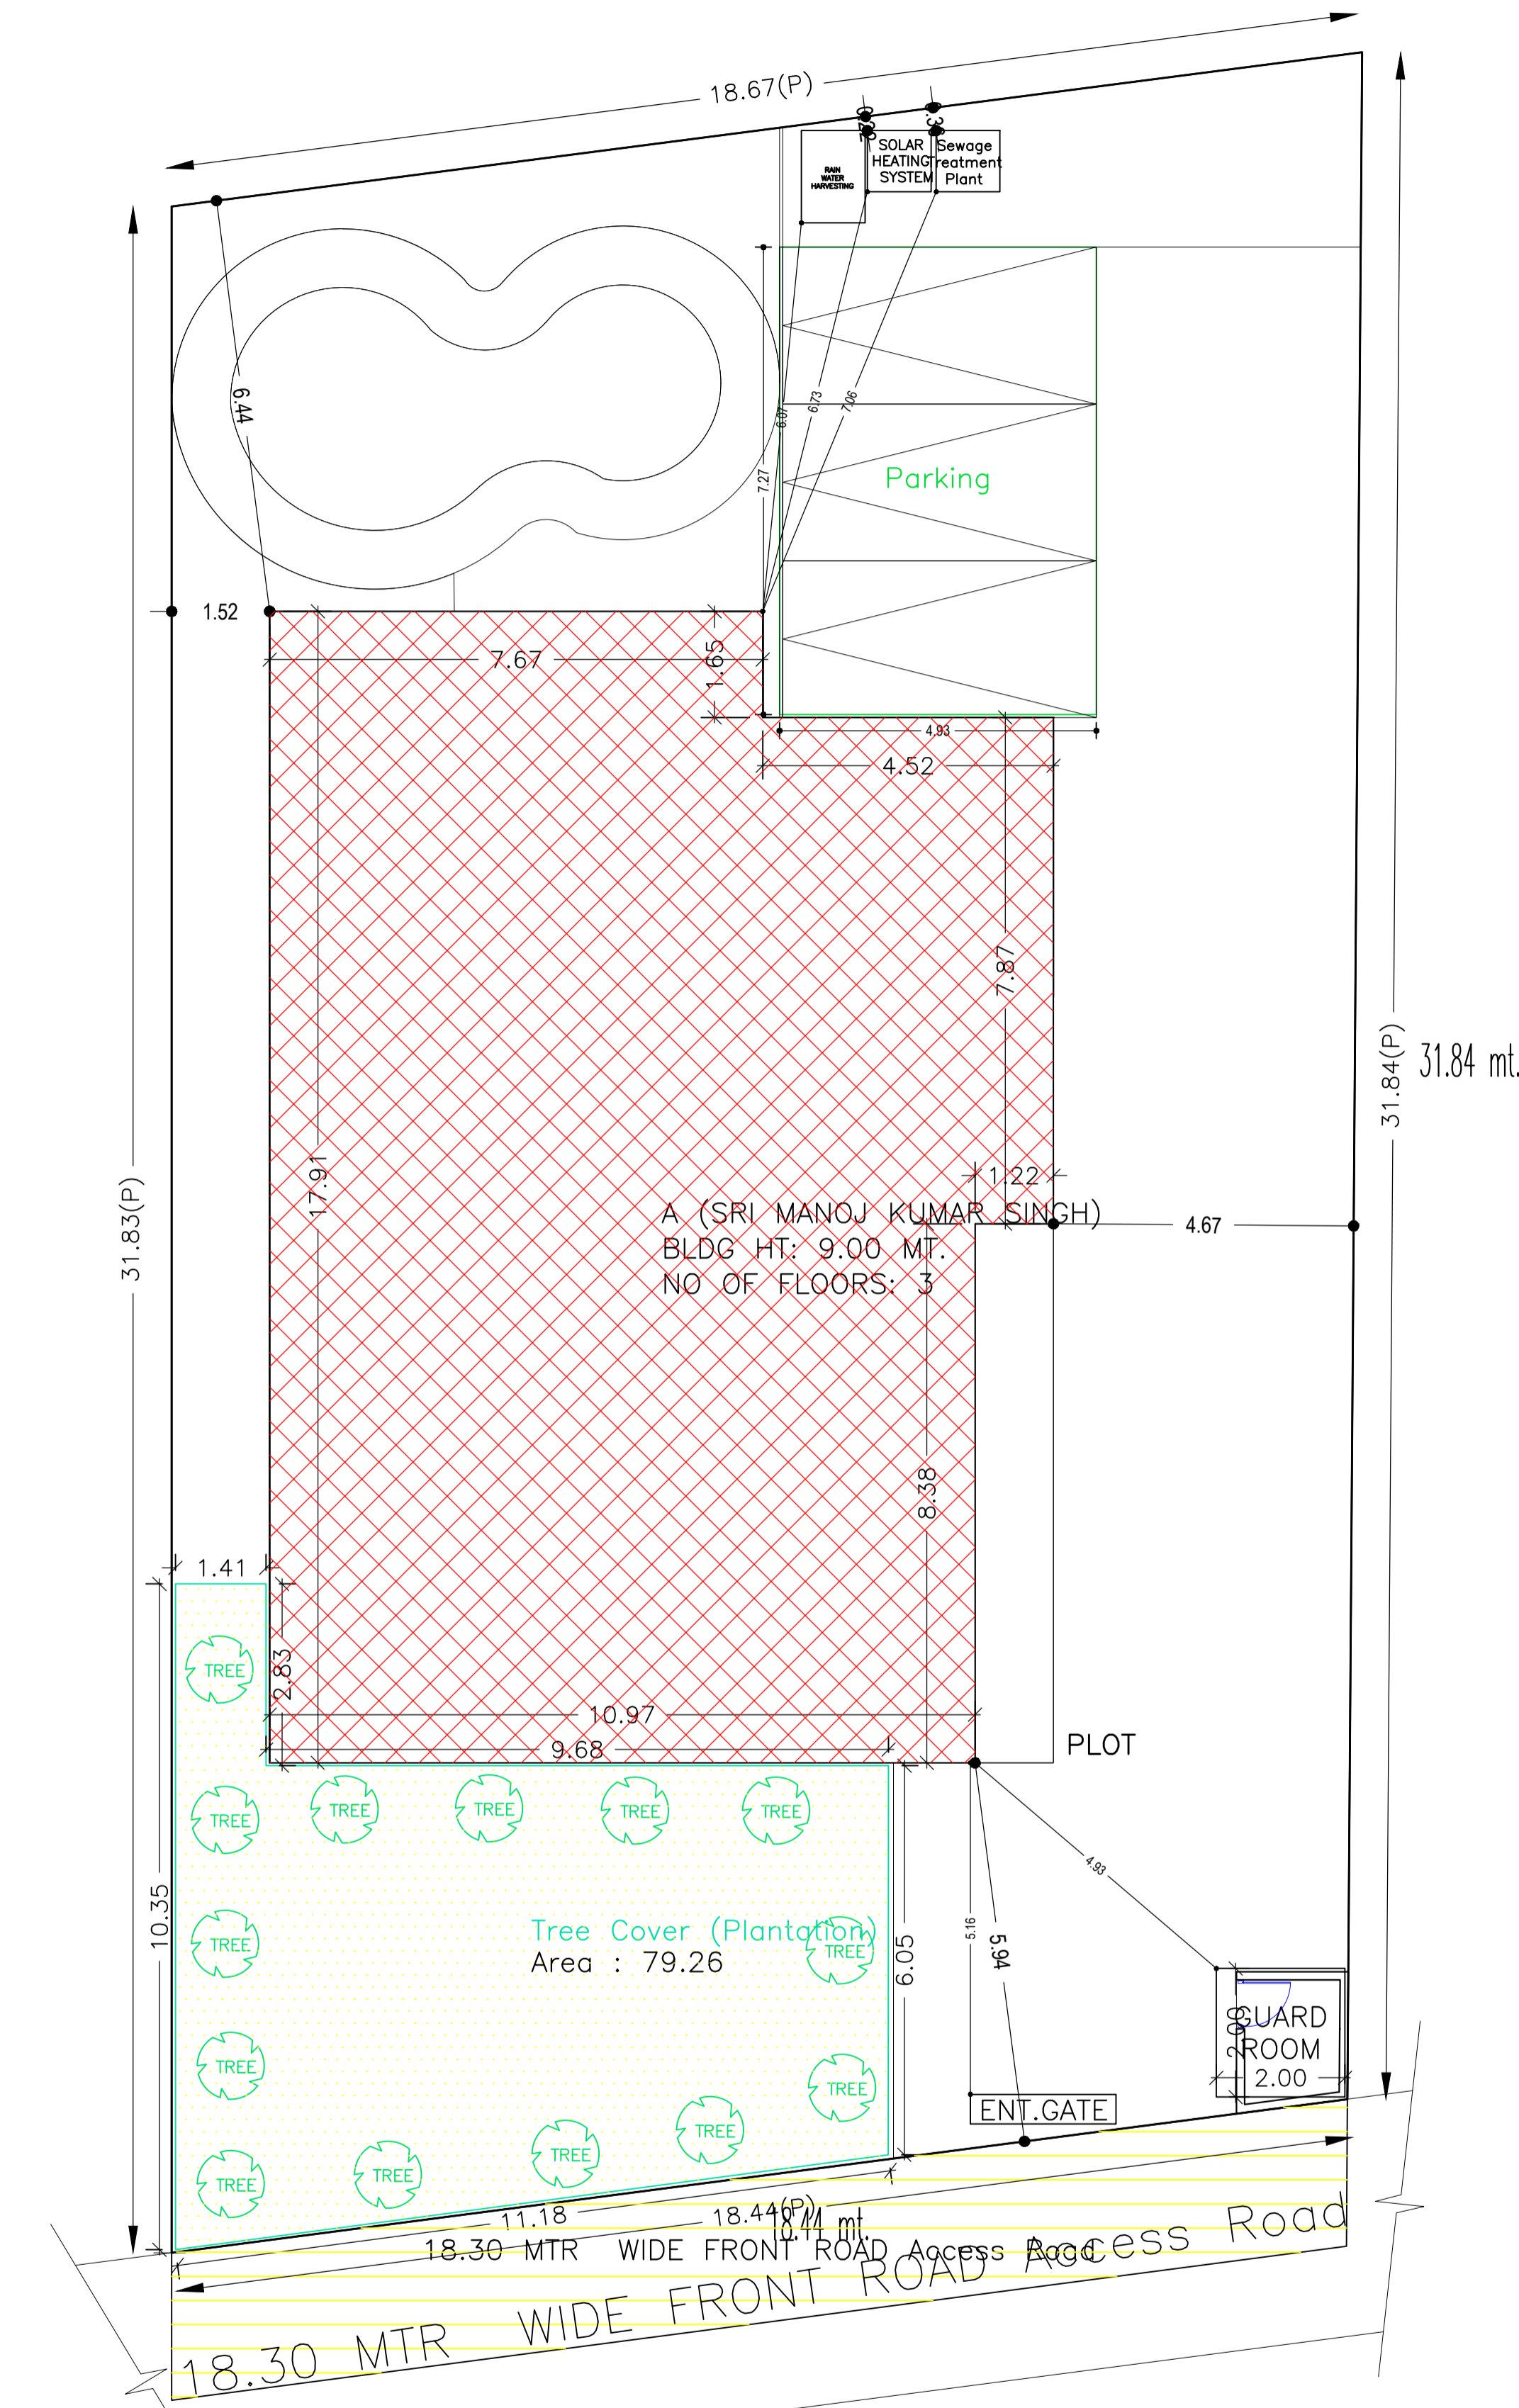 18.67(P)
SOLAR
HEATING
SYSTEM
Sewage
Treatment
Plant
RAIN
WATER
HARVESTING
6.44
6.07
6.73
7.06
7.27
Parking
1.52
7.67
1.65
4.93
4.52
7.87
31.84(P)
31.84 mt.
17.91
31.83(P)
1.22
A (SRI MANOJ KUMAR SINGH)
BLDG HT: 9.00 MT.
NO OF FLOORS: 3
4.67
8.38
1.41
2.83
TREE
10.97
9.68
PLOT
TREE
TREE
TREE
TREE
TREE
4.93
10.35
Tree Cover (Plantation)
Area : 79.26
TREE
TREE
6.05
5.16
5.94
GUARD
ROOM
2.00
2.00
TREE
TREE
ENT.GATE
TREE
TREE
TREE
TREE
11.18
18.44(P)
18.44 mt.
18.30 MTR WIDE FRONT ROAD Access Road
18.30 MTR WIDE FRONT ROAD Access Road